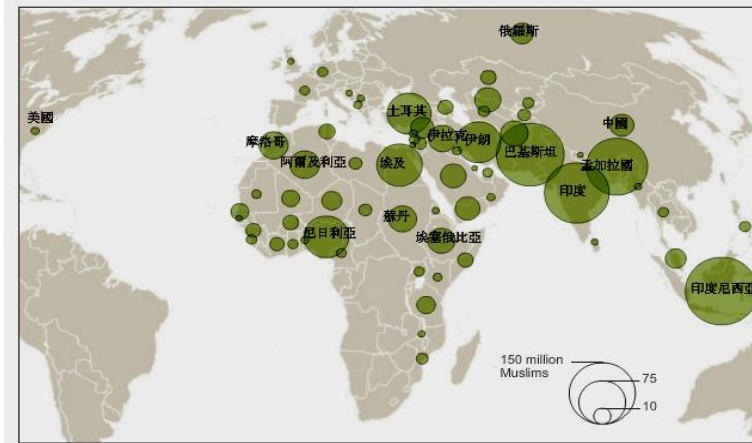 俄羅斯
美國
土耳其
中國
摩洛哥
伊拉克
伊朗
巴基斯坦
阿爾及利亞
埃及
孟加拉國
印度
蘇丹
尼日利亞
埃塞俄比亞
印度尼西亞
150 million
Muslims
75
10